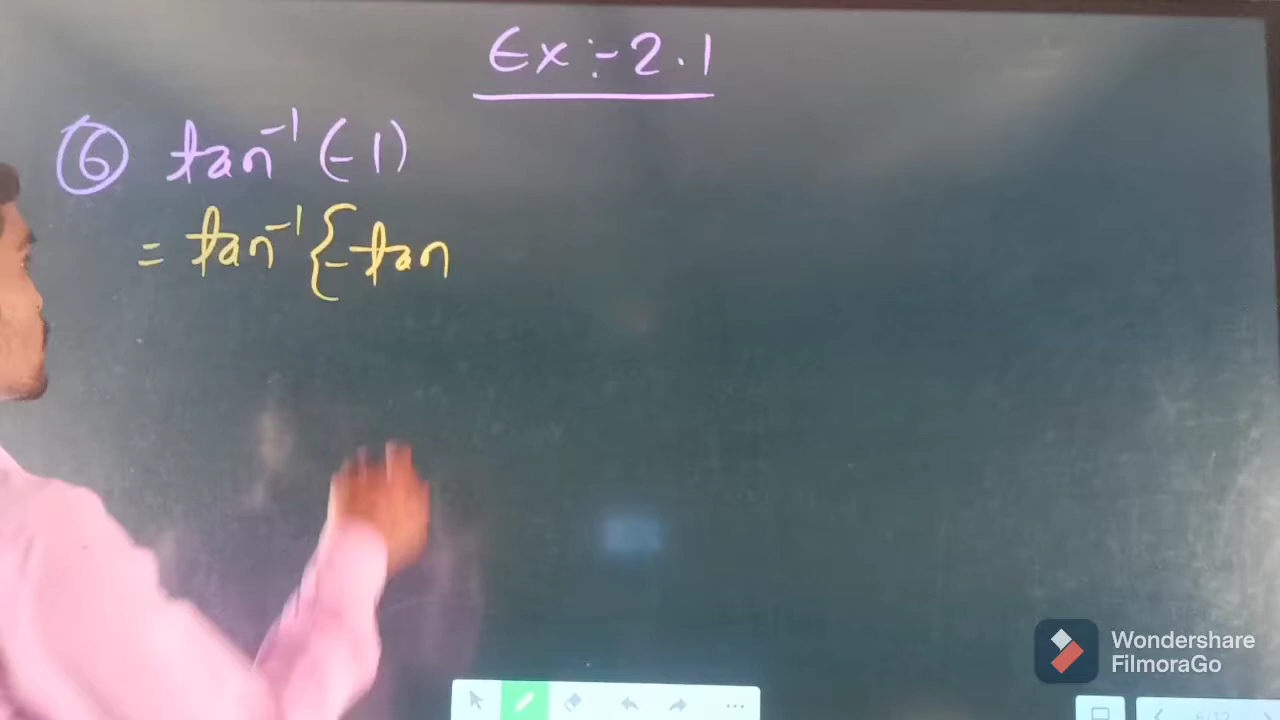 Ex :- 2.1
⑥ tan⁻¹ (-1)
= tan⁻¹ {-tan
Wondershare
FilmoraGo